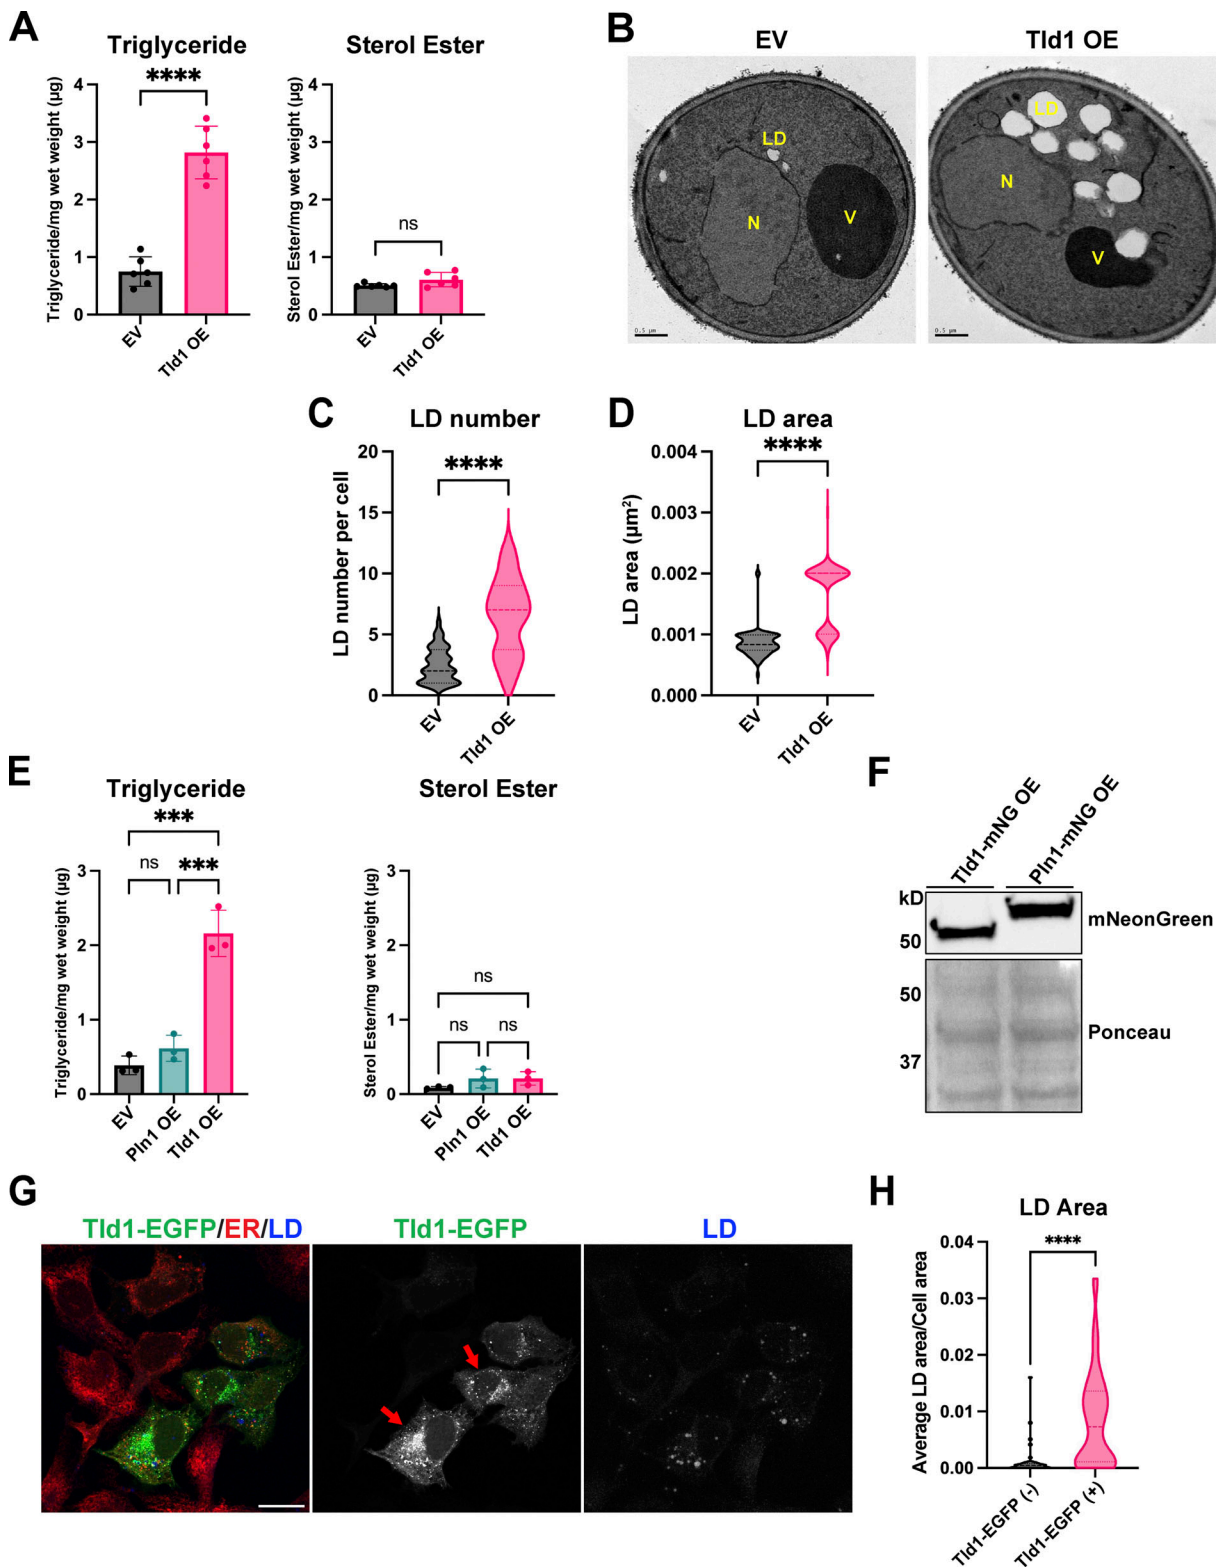 A
Triglyceride
Sterol Ester
Triglyceride/mg wet weight (µg)
4
3
2
1
0
****
EV
Tld1 OE
Sterol Ester/mg wet weight (µg)
4
3
2
1
0
ns
EV
Tld1 OE
B
EV
Tld1 OE
LD
N
V
0.5 µm
LD
N
V
0.5 µm
C
LD number
LD number per cell
20
15
10
5
0
****
EV
Tld1 OE
D
LD area
LD area (µm²)
0.004
0.003
0.002
0.001
0.000
****
EV
Tld1 OE
E
Triglyceride
Triglyceride/mg wet weight (µg)
3
2
1
0
***
ns
***
EV
Pln1 OE
Tld1 OE
Sterol Ester
Sterol Ester/mg wet weight (µg)
3
2
1
0
ns
ns
ns
EV
Pln1 OE
Tld1 OE
F
Tld1-mNG OE
Pln1-mNG OE
kD
50
mNeonGreen
50
37
Ponceau
G
Tld1-EGFP/ER/LD
Tld1-EGFP
LD
H
LD Area
Average LD area/Cell area
0.04
0.03
0.02
0.01
0.00
****
Tld1-EGFP (-)
Tld1-EGFP (+)